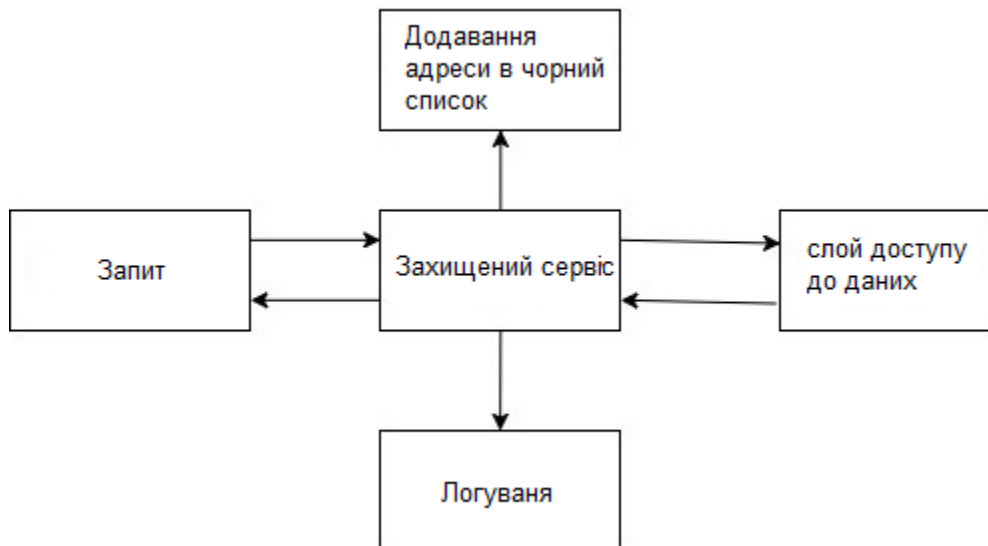 Додавання
адреси в чорний
список
Запит
Захищений сервіс
слой доступу
до даних
Логуваня